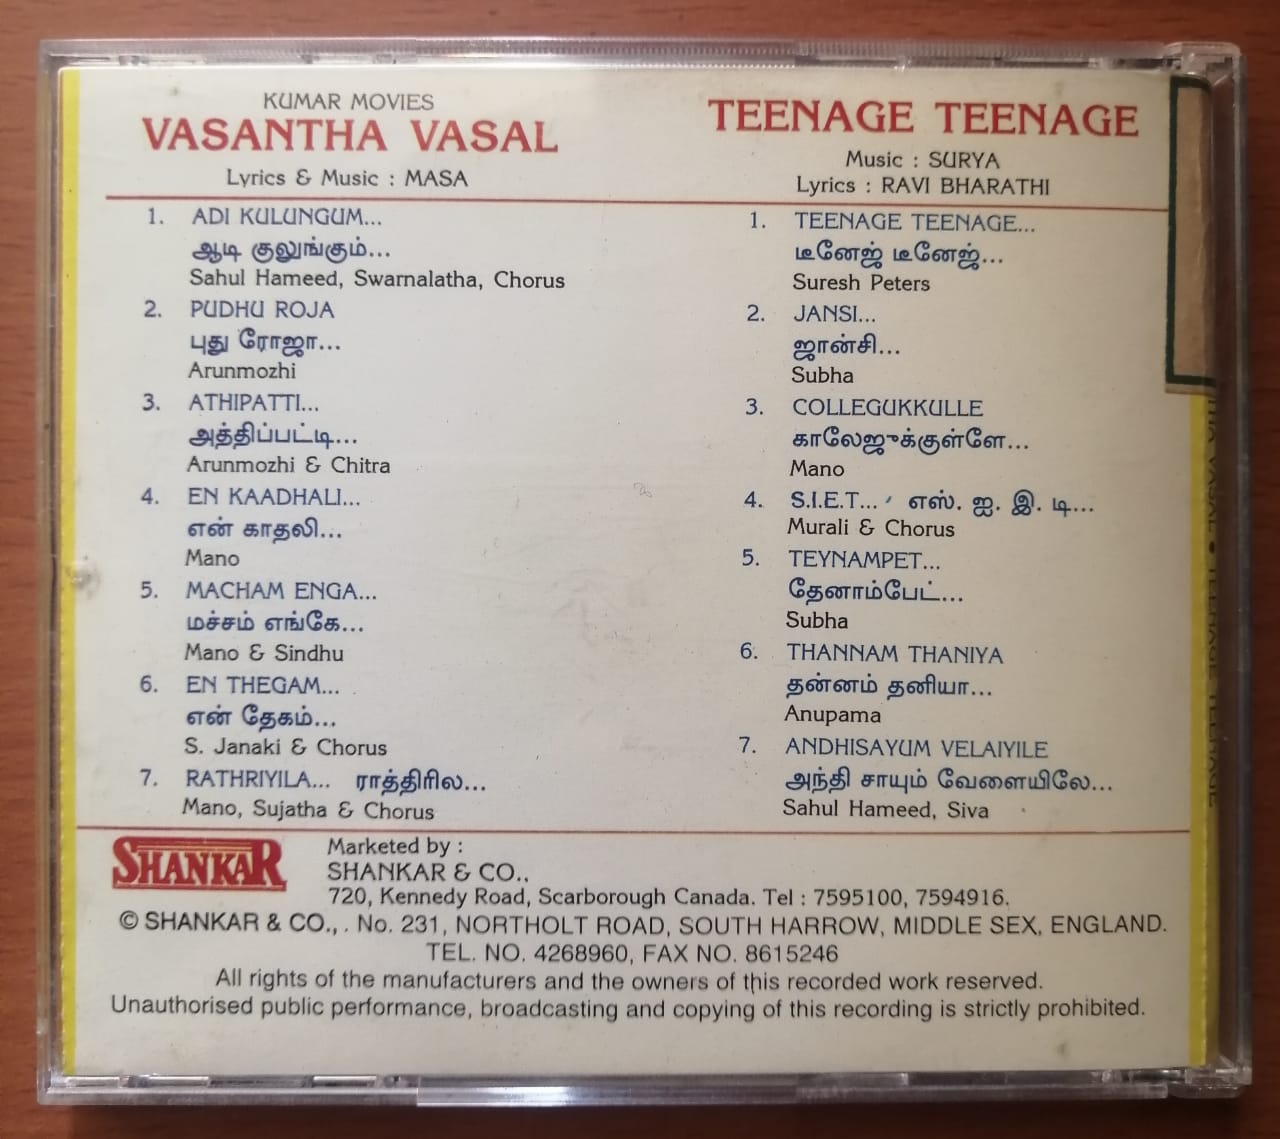 KUMAR MOVIES
VASANTHA VASAL
Lyrics & Music : MASA
1. ADI KULUNGUM...
ஆடி குலுங்கும்...
Sahul Hameed, Swarnalatha, Chorus
2. PUDHU ROJA
புது ரோஜா...
Arunmozhi
3. ATHIPATTI...
அத்திப்பட்டி...
Arunmozhi & Chitra
4. EN KAADHALI...
என் காதலி...
Mano
5. MACHAM ENGA...
மச்சம் எங்கே...
Mano & Sindhu
6. EN THEGAM...
என் தேகம்...
S. Janaki & Chorus
7. RATHRIYILA... ராத்திரில...
Mano, Sujatha & Chorus
TEENAGE TEENAGE
Music : SURYA
Lyrics : RAVI BHARATHI
1. TEENAGE TEENAGE...
டீனேஜ் டீனேஜ்...
Suresh Peters
2. JANSI...
ஜான்சி...
Subha
3. COLLEGUKKULLE
காலேஜுக்குள்ளே...
Mano
4. S.I.E.T... எஸ். ஐ. இ. டி...
Murali & Chorus
5. TEYNAMPET...
தேனாம்பேட்...
Subha
6. THANNAM THANIYA
தன்னம் தனியா...
Anupama
7. ANDHISAYUM VELAIYILE
அந்தி சாயும் வேளையிலே...
Sahul Hameed, Siva
SHANKAR
Marketed by :
SHANKAR & CO.,
720, Kennedy Road, Scarborough Canada. Tel : 7595100, 7594916.
© SHANKAR & CO., . No. 231, NORTHOLT ROAD, SOUTH HARROW, MIDDLE SEX, ENGLAND.
TEL. NO. 4268960, FAX NO. 8615246
All rights of the manufacturers and the owners of this recorded work reserved.
Unauthorised public performance, broadcasting and copying of this recording is strictly prohibited.
VASAL • TEENAGE TEENAGE